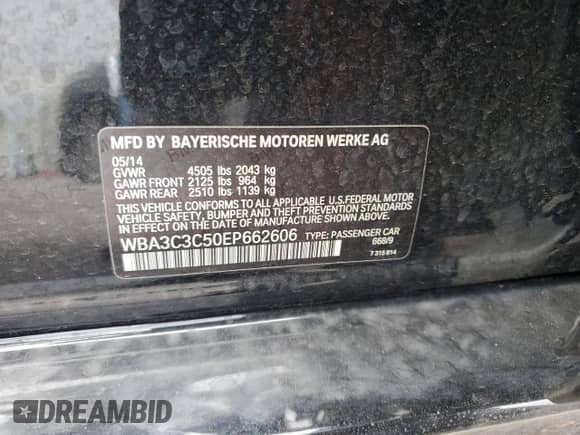 MFD BY BAYERISCHE MOTOREN WERKE AG
05/14
GVWR 4505 lbs 2043 kg
GAWR FRONT 2125 lbs 964 kg
GAWR REAR 2510 lbs 1139 kg
THIS VEHICLE CONFORMS TO ALL APPLICABLE U.S.FEDERAL MOTOR
VEHICLE SAFETY, BUMPER AND THEFT PREVENTION STANDARDS
IN EFFECT ON THE DATE OF MANUFACTURE SHOWN ABOVE.
WBA3C3C50EP662606 TYPE: PASSENGER CAR
668/9
7 315 814
DREAMBID